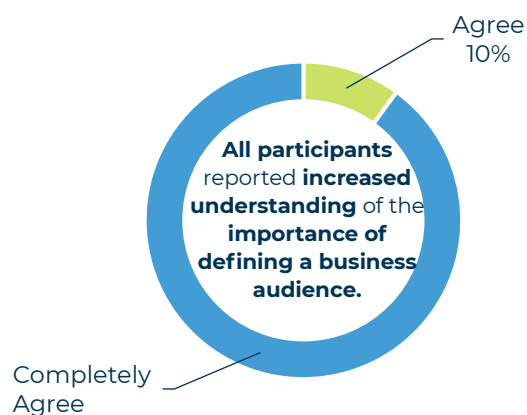 Agree
10%
All participants
reported increased
understanding of the
importance of
defining a business
audience.
Completely
Agree